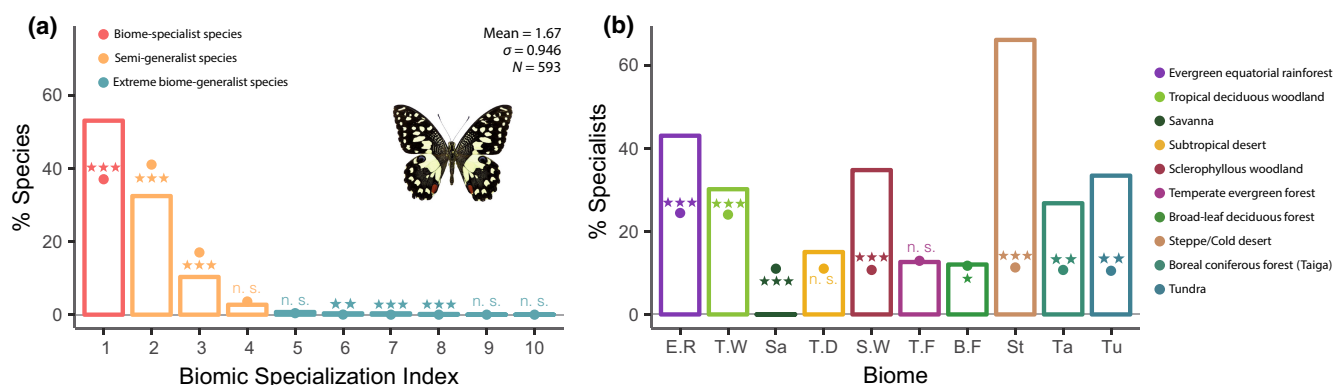 (a)
Biome-specialist species
Semi-generalist species
Extreme biome-generalist species
Mean = 1.67
σ = 0.946
N = 593
% Species
60
40
20
0
n. s.
n. s.
n. s.
n. s.
1 2 3 4 5 6 7 8 9 10
Biomic Specialization Index
(b)
% Specialists
60
40
20
0
n. s.
n. s.
E.R T.W Sa T.D S.W T.F B.F St Ta Tu
Biome
Evergreen equatorial rainforest
Tropical deciduous woodland
Savanna
Subtropical desert
Sclerophyllous woodland
Temperate evergreen forest
Broad-leaf deciduous forest
Steppe/Cold desert
Boreal coniferous forest (Taiga)
Tundra